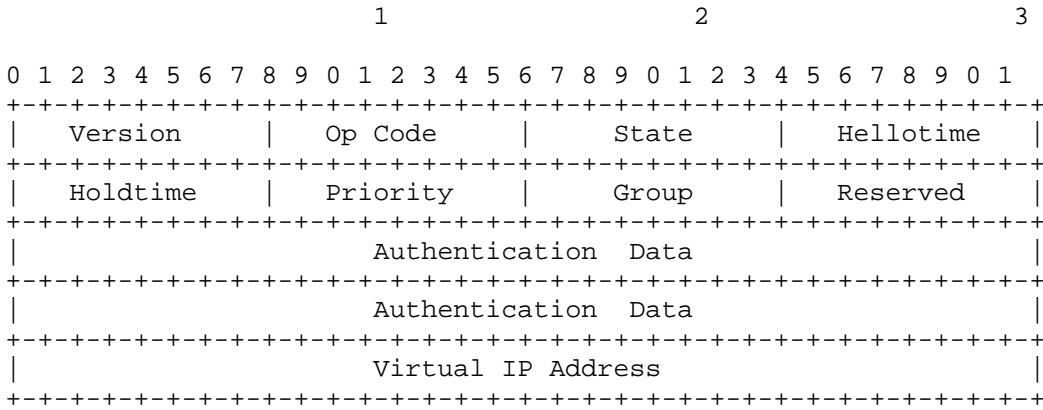 1                   2                   3
0 1 2 3 4 5 6 7 8 9 0 1 2 3 4 5 6 7 8 9 0 1 2 3 4 5 6 7 8 9 0 1
+-+-+-+-+-+-+-+-+-+-+-+-+-+-+-+-+-+-+-+-+-+-+-+-+-+-+-+-+-+-+-+-+
|   Version     |   Op Code     |     State     |   Hellotime   |
+-+-+-+-+-+-+-+-+-+-+-+-+-+-+-+-+-+-+-+-+-+-+-+-+-+-+-+-+-+-+-+-+
|   Holdtime    |   Priority    |     Group     |   Reserved    |
+-+-+-+-+-+-+-+-+-+-+-+-+-+-+-+-+-+-+-+-+-+-+-+-+-+-+-+-+-+-+-+-+
|                      Authentication  Data                     |
+-+-+-+-+-+-+-+-+-+-+-+-+-+-+-+-+-+-+-+-+-+-+-+-+-+-+-+-+-+-+-+-+
|                      Authentication  Data                     |
+-+-+-+-+-+-+-+-+-+-+-+-+-+-+-+-+-+-+-+-+-+-+-+-+-+-+-+-+-+-+-+-+
|                      Virtual IP Address                       |
+-+-+-+-+-+-+-+-+-+-+-+-+-+-+-+-+-+-+-+-+-+-+-+-+-+-+-+-+-+-+-+-+